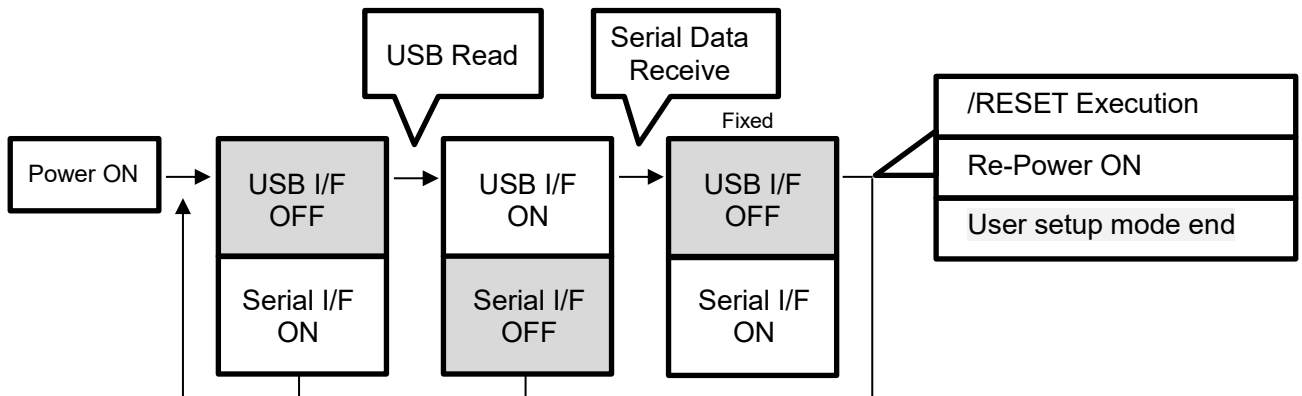 USB Read
Serial Data
Receive
Fixed
/RESET Execution
Re-Power ON
User setup mode end
Power ON
USB I/F
OFF
Serial I/F
ON
USB I/F
ON
Serial I/F
OFF
USB I/F
OFF
Serial I/F
ON